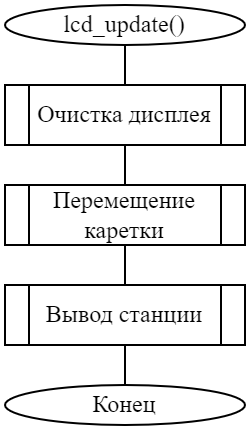 lcd_update()
Очистка дисплея
Перемещение
каретки
Вывод станции
Конец